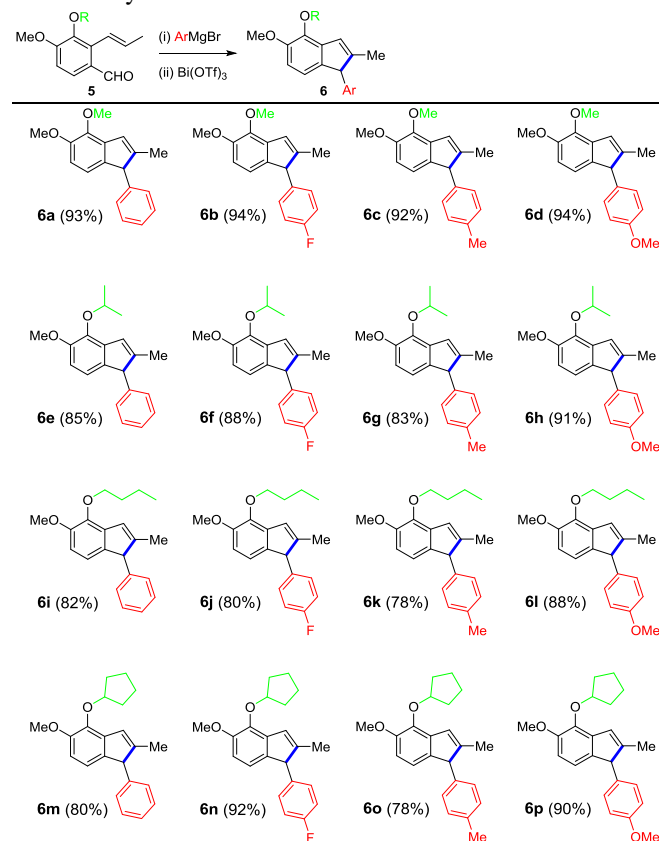 OR
MeO
CHO
5
(i) ArMgBr
(ii) Bi(OTf)3
OR
MeO
Me
6
Ar
OMe
MeO
Me
6a (93%)
OMe
MeO
Me
6b (94%)
F
OMe
MeO
Me
6c (92%)
Me
OMe
MeO
Me
6d (94%)
OMe
O
MeO
Me
6e (85%)
O
MeO
Me
6f (88%)
F
O
MeO
Me
6g (83%)
Me
O
MeO
Me
6h (91%)
OMe
O
MeO
Me
6i (82%)
O
MeO
Me
6j (80%)
F
O
MeO
Me
6k (78%)
Me
O
MeO
Me
6l (88%)
OMe
O
MeO
Me
6m (80%)
O
MeO
Me
6n (92%)
F
O
MeO
Me
6o (78%)
Me
O
MeO
Me
6p (90%)
OMe